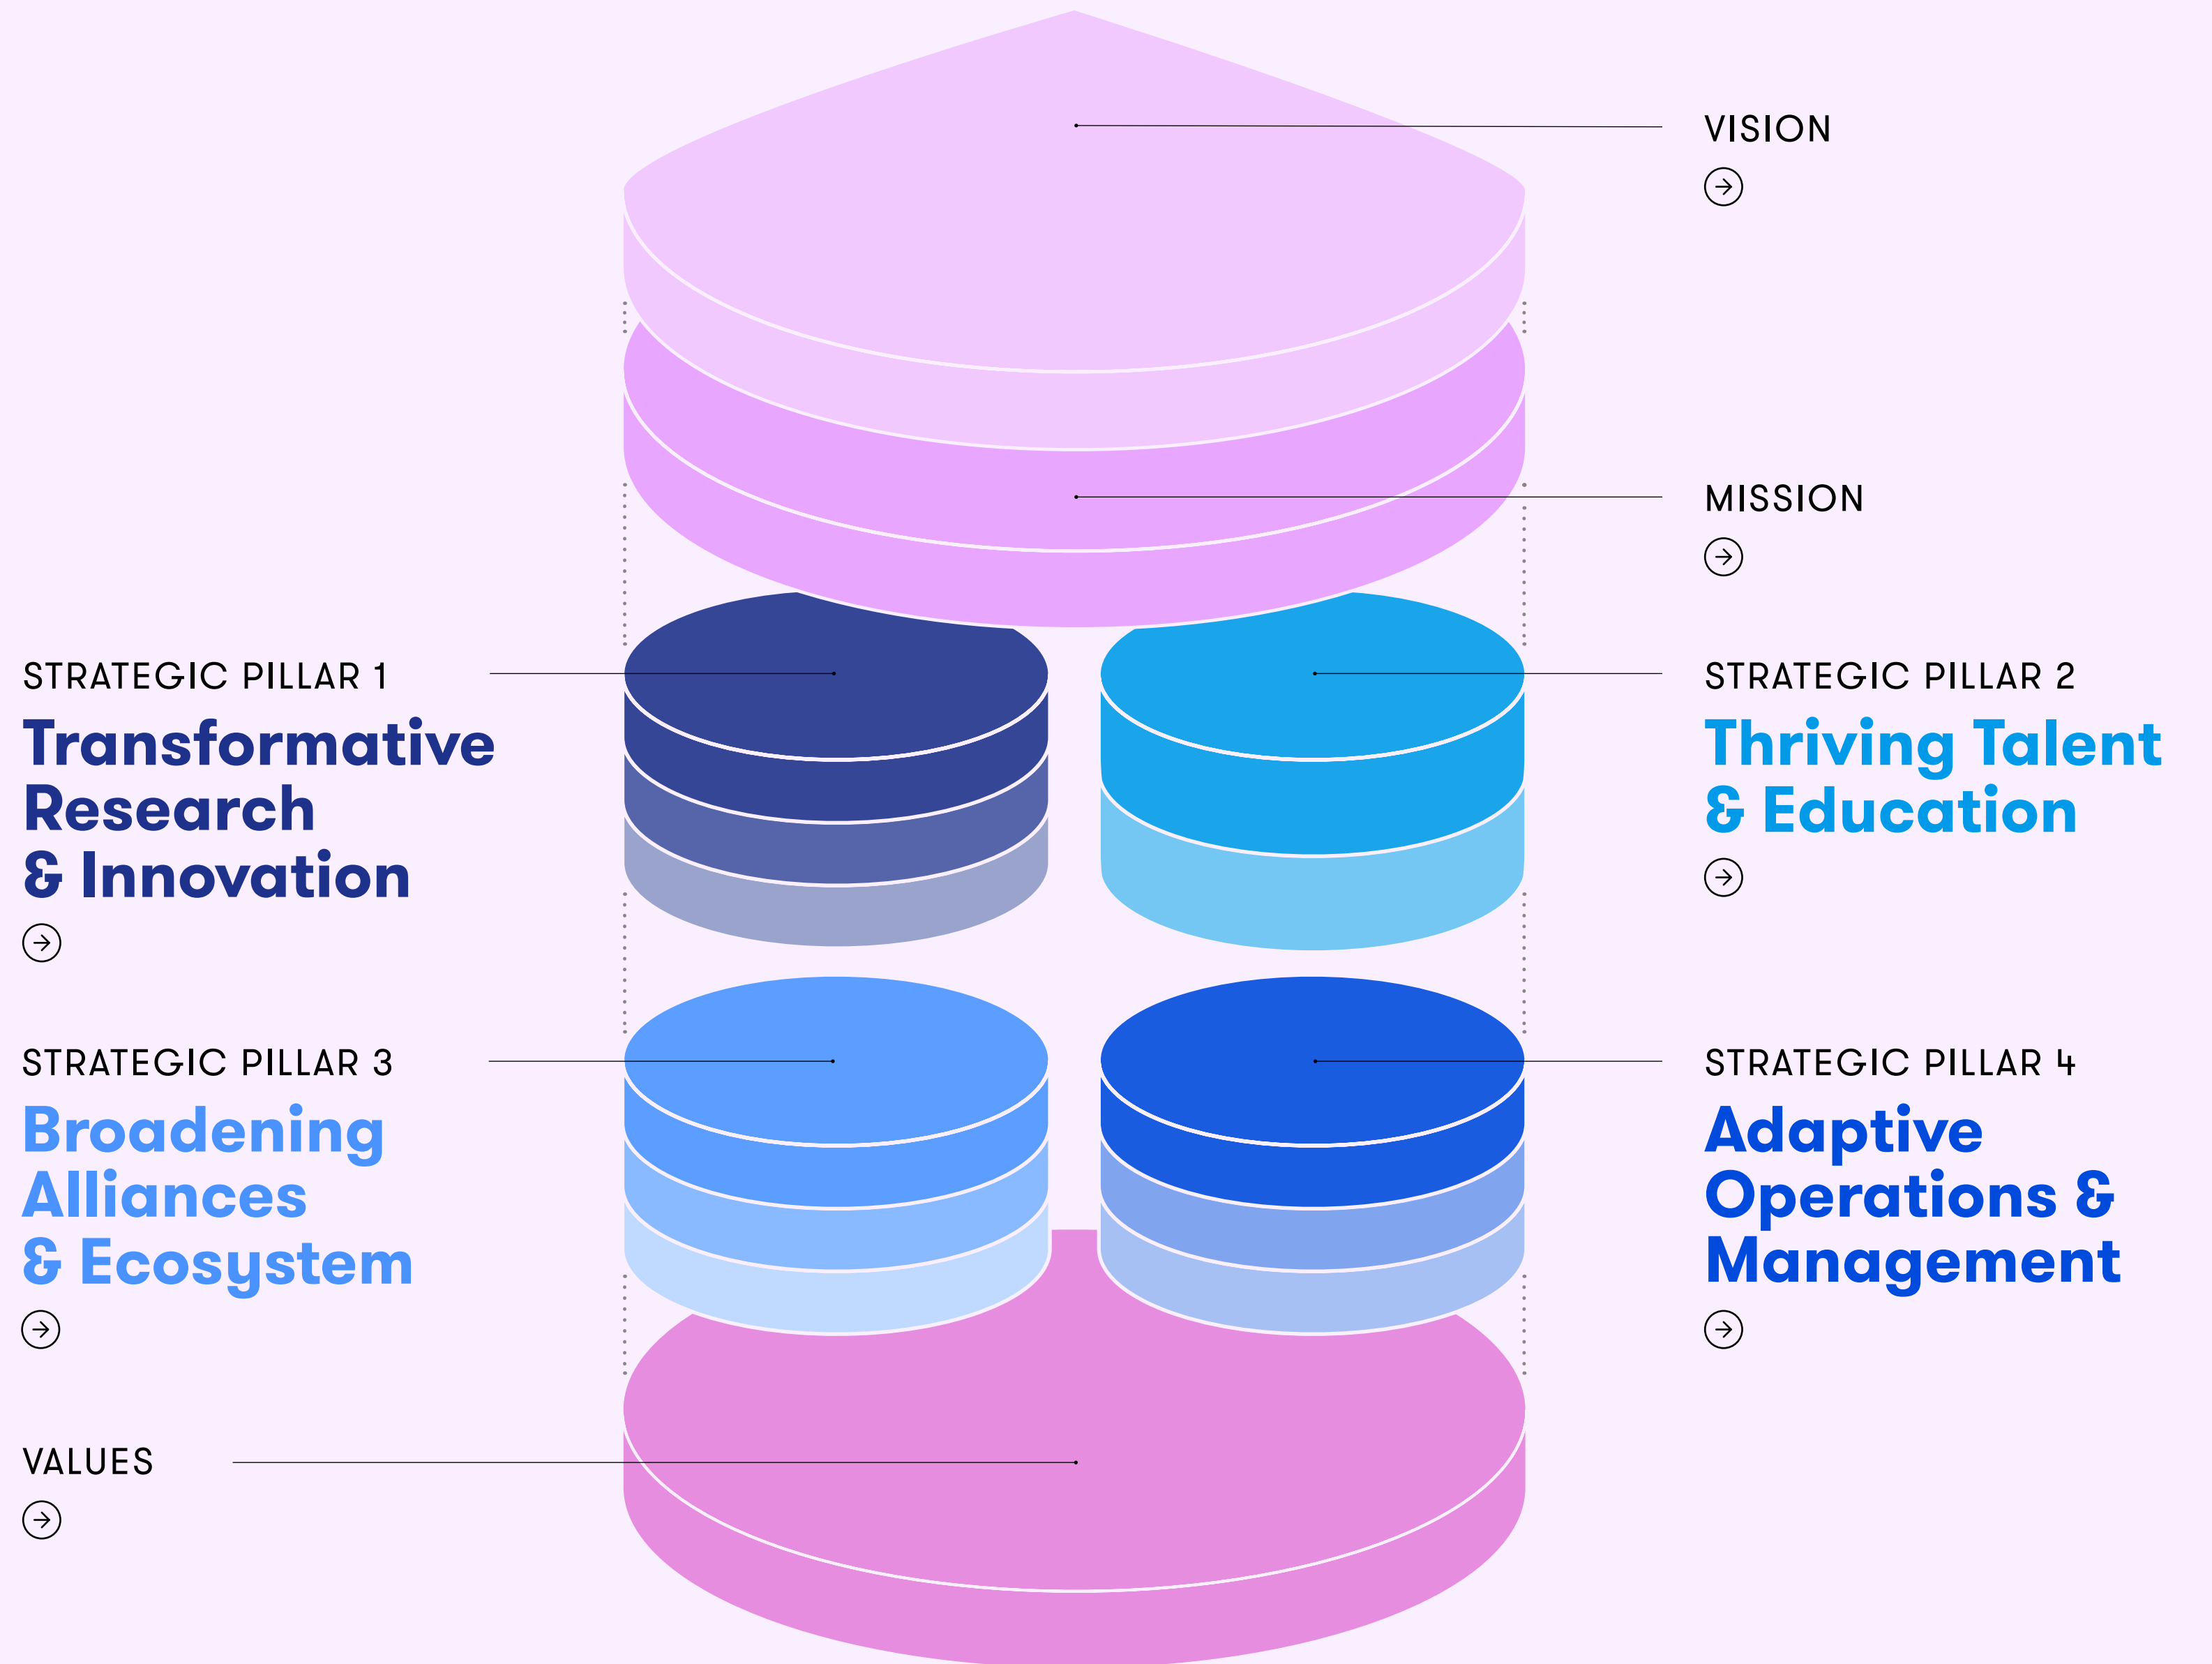 VISION
MISSION
STRATEGIC PILLAR 1
Transformative
Research
& Innovation
STRATEGIC PILLAR 2
Thriving Talent
& Education
STRATEGIC PILLAR 3
Broadening
Alliances
& Ecosystem
STRATEGIC PILLAR 4
Adaptive
Operations &
Management
VALUES